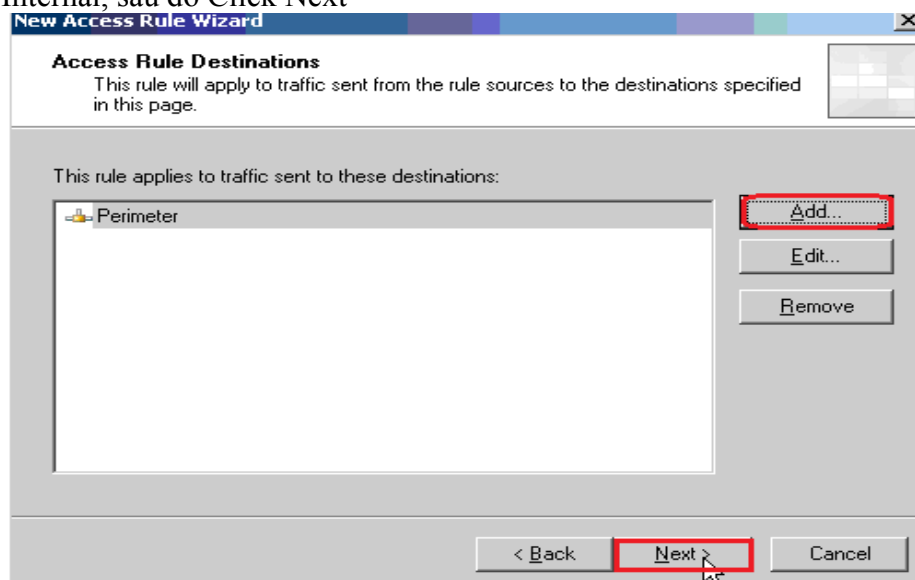 Internal, sau do Click Next
New Access Rule Wizard
Access Rule Destinations
This rule will apply to traffic sent from the rule sources to the destinations specified
in this page.
This rule applies to traffic sent to these destinations:
Perimeter
Add...
Edit...
Remove
< Back
Next >
Cancel